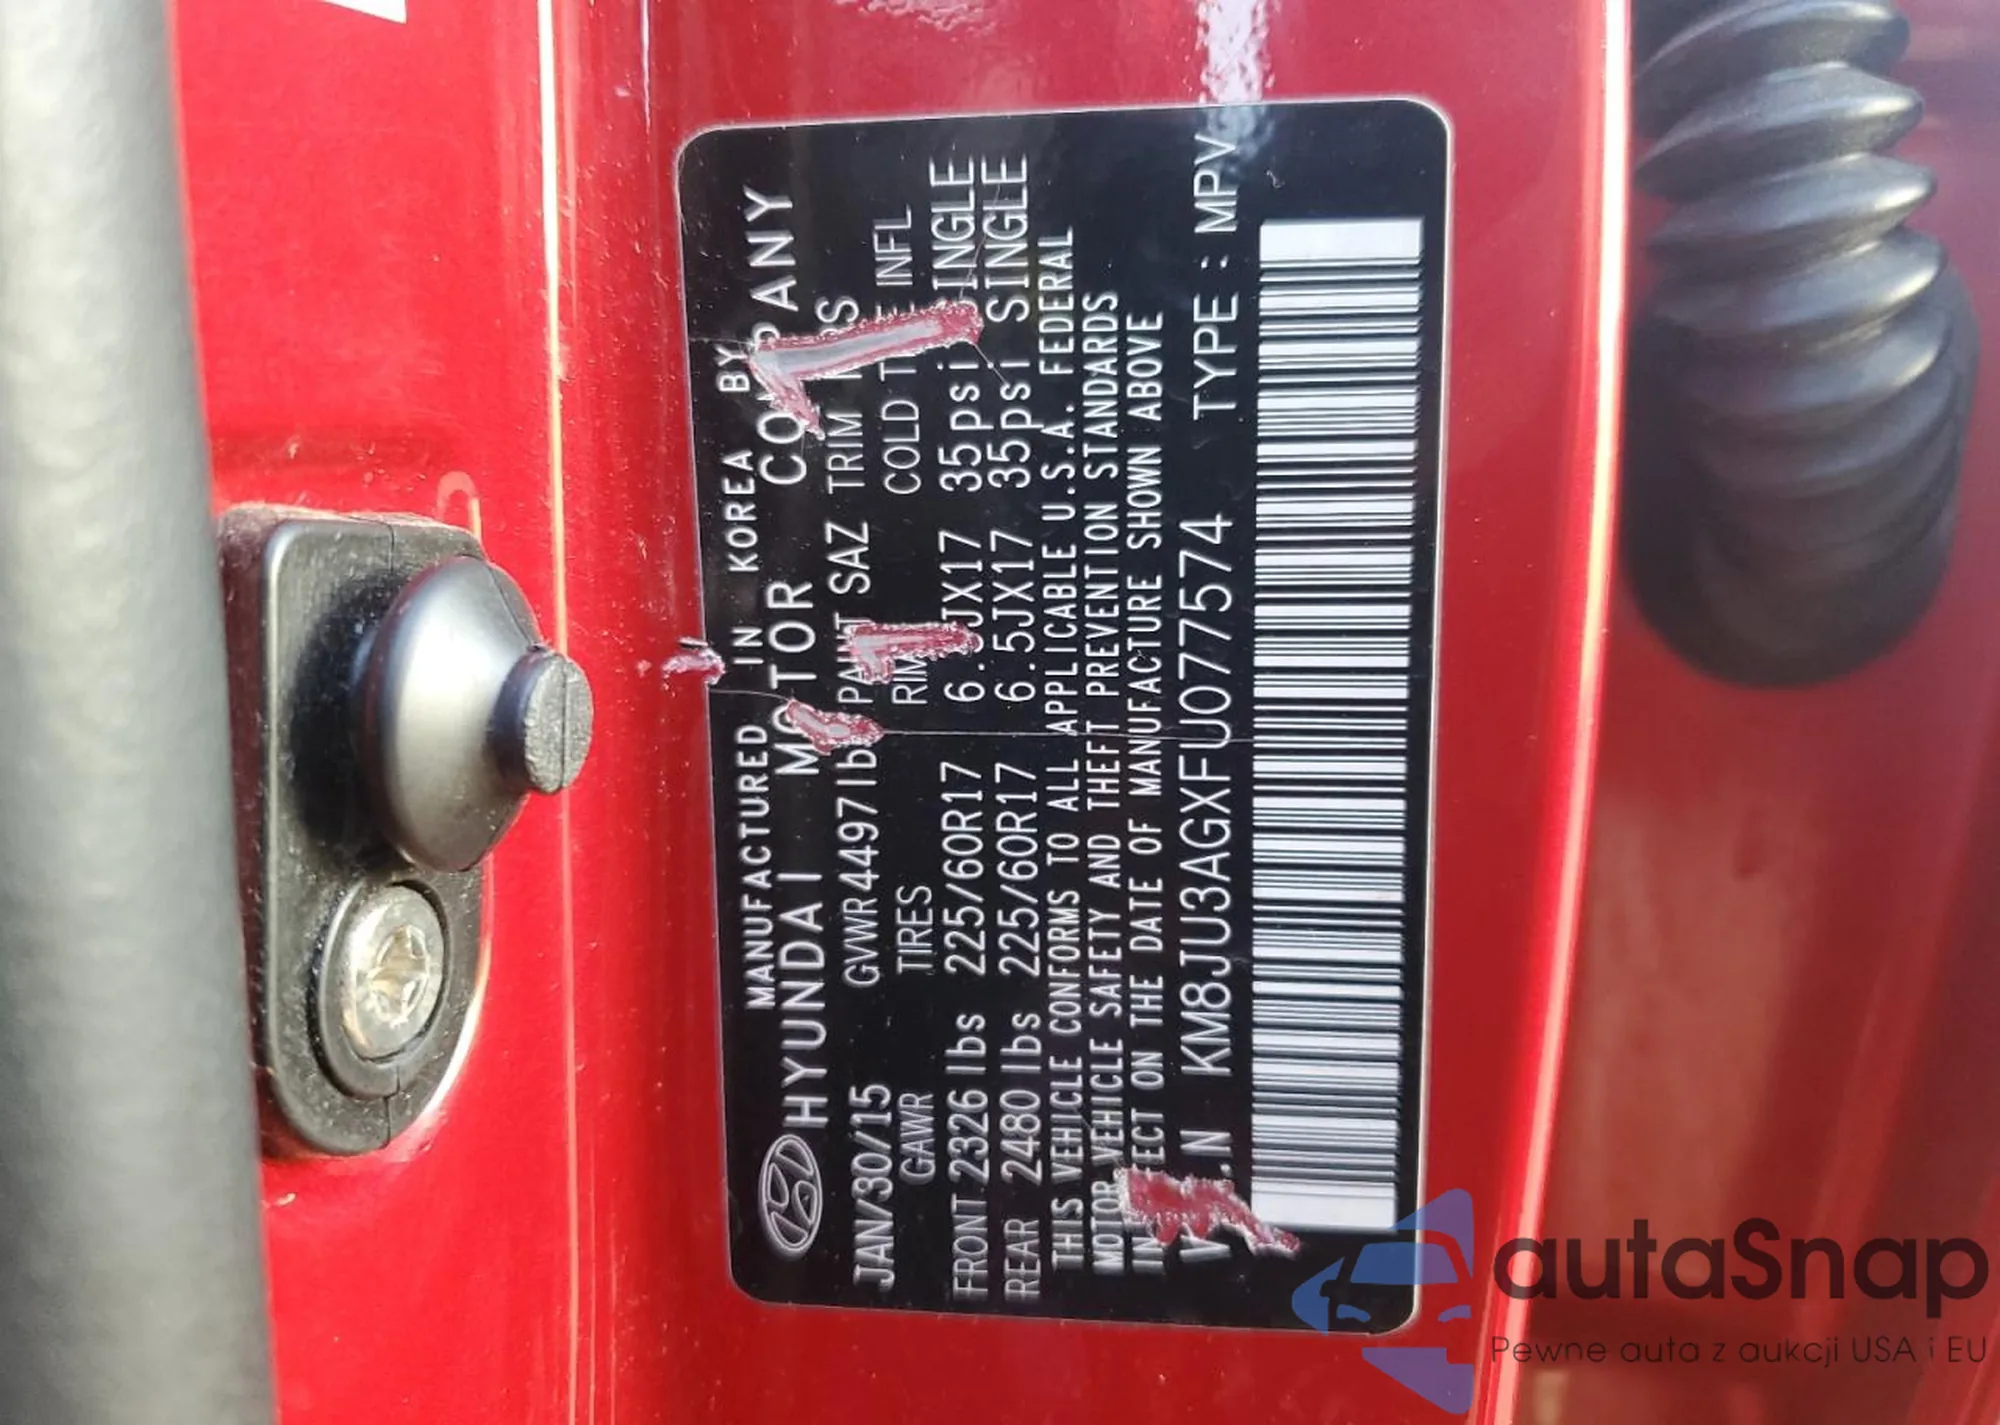 MANUFACTURED IN KOREA BY
HYUNDAI MOTOR COMPANY
JAN/30/15 GVWR 4497 lb PAINT SAZ TRIM
GAWR TIRES RIM COLD INFL
FRONT 2326 lbs 225/60R17 6. JX17 35psi SINGLE
REAR 2480 lbs 225/60R17 6.5JX17 35psi SINGLE
THIS VEHICLE CONFORMS TO ALL APPLICABLE U.S.A. FEDERAL
MOTOR VEHICLE SAFETY AND THEFT PREVENTION STANDARDS
IN EFFECT ON THE DATE OF MANUFACTURE SHOWN ABOVE
V.I.N KM8JU3AGXFU077574 TYPE : MPV
autaSnap
Pewne auta z aukcji USA i EU